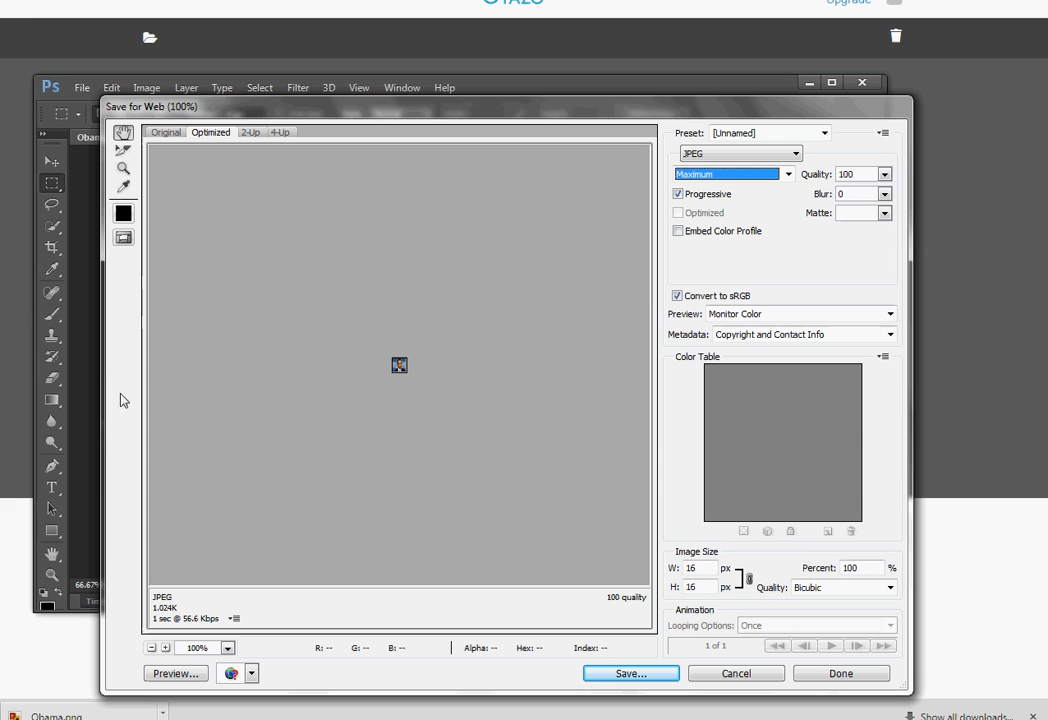 Upgrade
Ps File Edit Image Layer Type Select Filter 3D View Window Help
Save for Web (100%)
Original Optimized 2-Up 4-Up
Preset: [Unnamed]
JPEG
Maximum Quality: 100
Progressive Blur: 0
Optimized Matte:
Embed Color Profile
Convert to sRGB
Preview: Monitor Color
Metadata: Copyright and Contact Info
Color Table
Image Size
W: 16 px Percent: 100 %
H: 16 px Quality: Bicubic
Animation
Looping Options: Once
1 of 1
T
66.67%
JPEG 100 quality
1.024K
1 sec @ 56.6 Kbps
100% R: -- G: -- B: -- Alpha: -- Hex: -- Index: --
Preview... Save... Cancel Done
Obama.png Show all downloads...